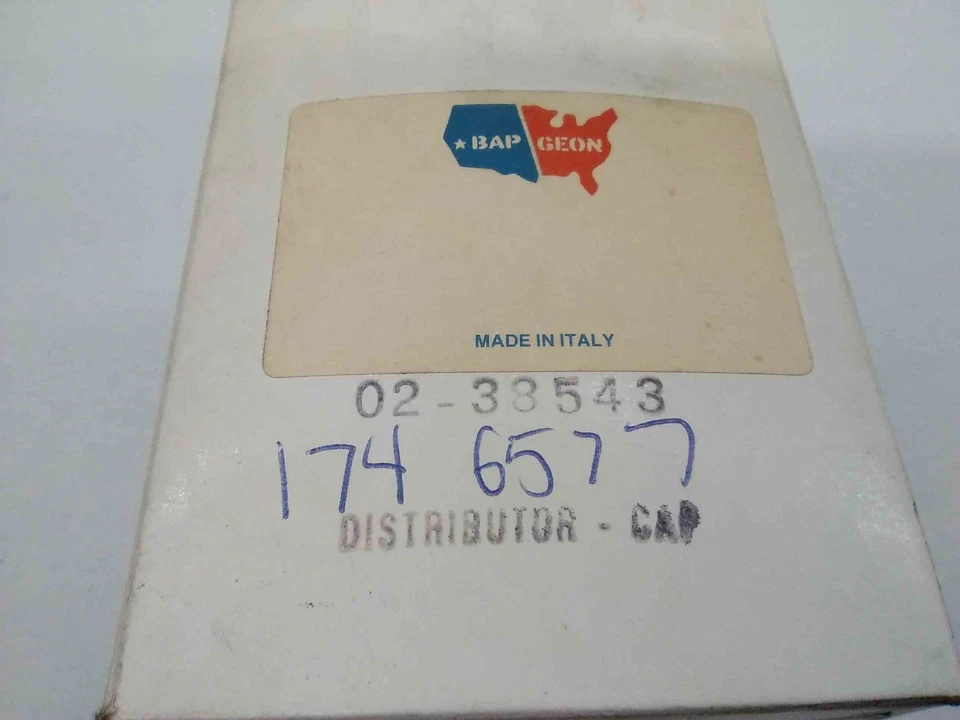 BAP GEON
MADE IN ITALY
02-38543
174 6577
DISTRIBUTOR - CAP